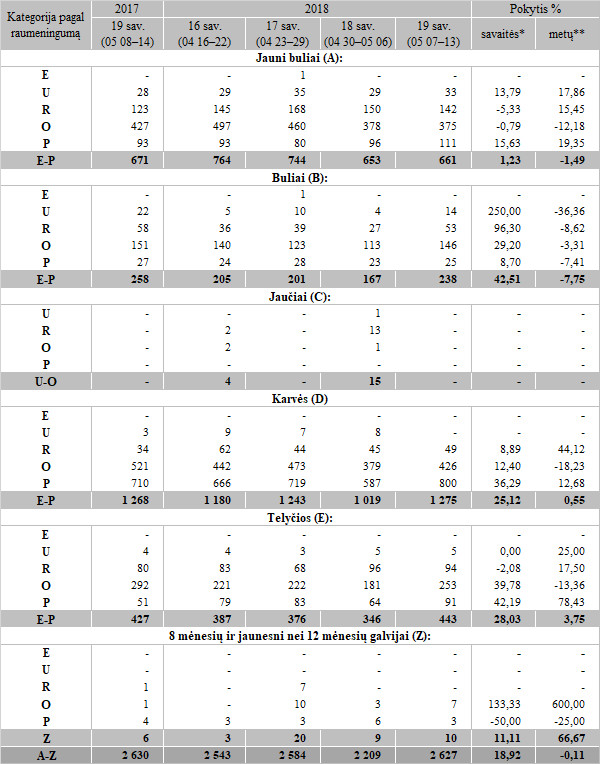 Kategorija pagal raumeningumą 2017 2018 Pokytis %
19 sav. (05 08–14) 16 sav. (04 16–22) 17 sav. (04 23–29) 18 sav. (04 30–05 06) 19 sav. (05 07–13) savaitės* metų**
Jauni buliai (A):
E - - 1 - - - -
U 28 29 35 29 33 13,79 17,86
R 123 145 168 150 142 -5,33 15,45
O 427 497 460 378 375 -0,79 -12,18
P 93 93 80 96 111 15,63 19,35
E-P 671 764 744 653 661 1,23 -1,49
Buliai (B):
E - - 1 - - - -
U 22 5 10 4 14 250,00 -36,36
R 58 36 39 27 53 96,30 -8,62
O 151 140 123 113 146 29,20 -3,31
P 27 24 28 23 25 8,70 -7,41
E-P 258 205 201 167 238 42,51 -7,75
Jaučiai (C):
U - - - 1 - - -
R - 2 - 13 - - -
O - 2 - 1 - - -
P - - - - - - -
U-O - 4 - 15 - - -
Karvės (D)
E - - - - - - -
U 3 9 7 8 - - -
R 34 62 44 45 49 8,89 44,12
O 521 442 473 379 426 12,40 -18,23
P 710 666 719 587 800 36,29 12,68
E-P 1 268 1 180 1 243 1 019 1 275 25,12 0,55
Telyčios (E):
E - - - - - - -
U 4 4 3 5 5 0,00 25,00
R 80 83 68 96 94 -2,08 17,50
O 292 221 222 181 253 39,78 -13,36
P 51 79 83 64 91 42,19 78,43
E-P 427 387 376 346 443 28,03 3,75
8 mėnesių ir jaunesni nei 12 mėnesių galvijai (Z):
E - - - - - - -
U - - - - - - -
R 1 - 7 - - - -
O 1 - 10 3 7 133,33 600,00
P 4 3 3 6 3 -50,00 -25,00
Z 6 3 20 9 10 11,11 66,67
A-Z 2 630 2 543 2 584 2 209 2 627 18,92 -0,11